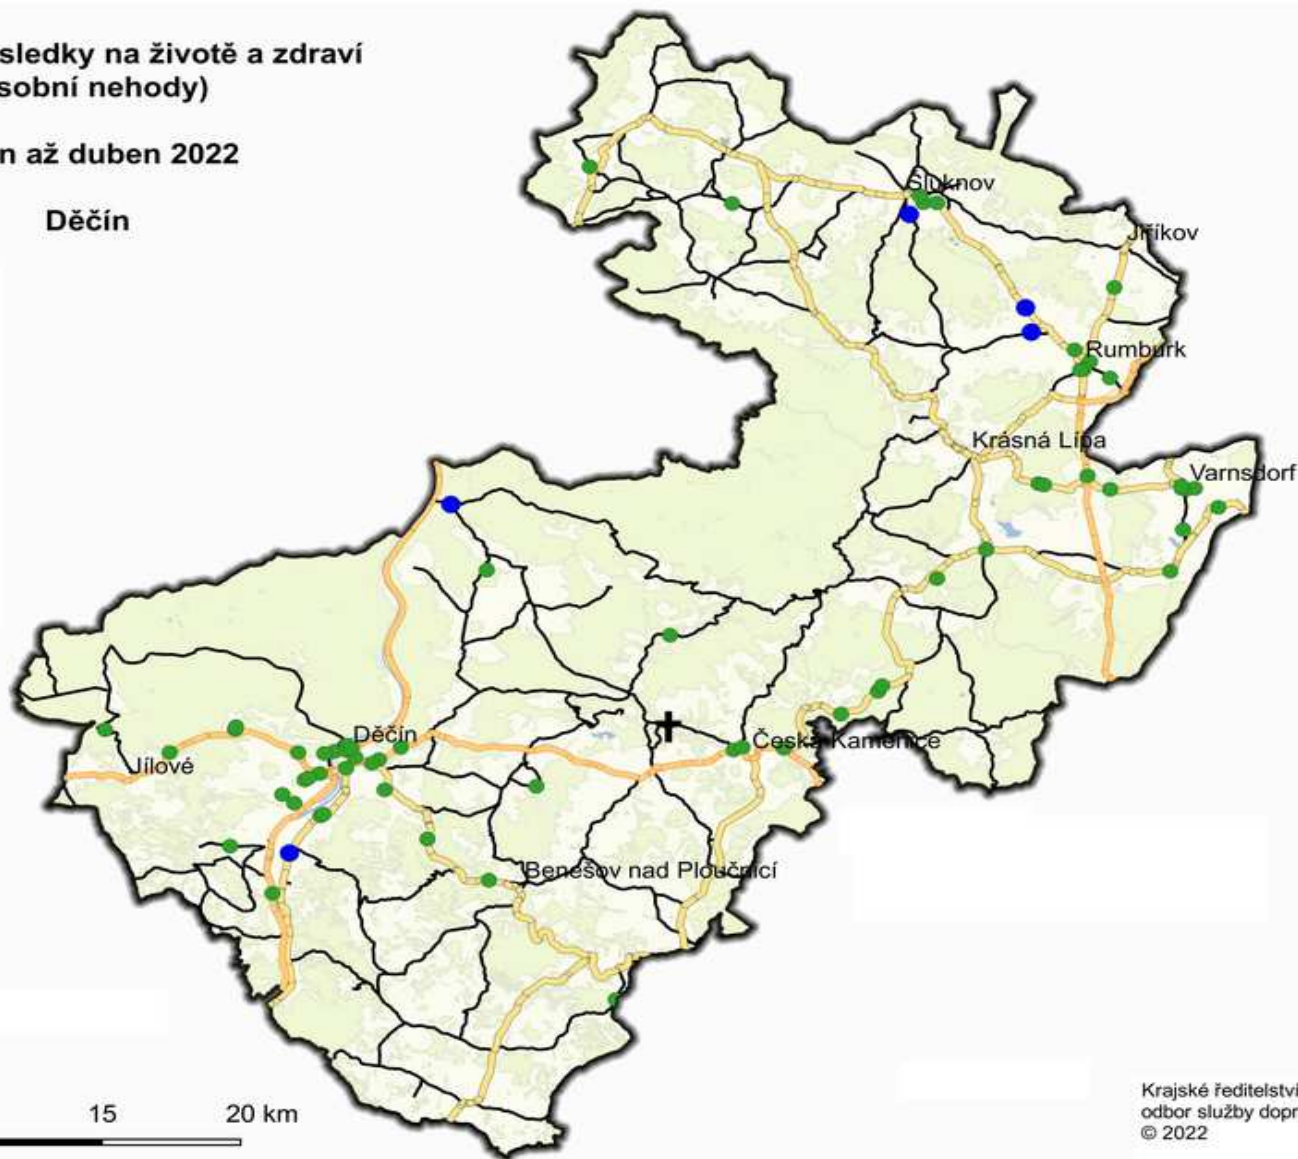 sledky na životě a zdraví
sobní nehody)
n až duben 2022
Děčín
Šluknov
Jiříkov
Rumburk
Krásná Lípa
Varnsdorf
Děčín
Česká Kamenice
Jílové
Benešov nad Ploučnicí
15 20 km
Krajské ředitelství
odbor služby dopr
© 2022